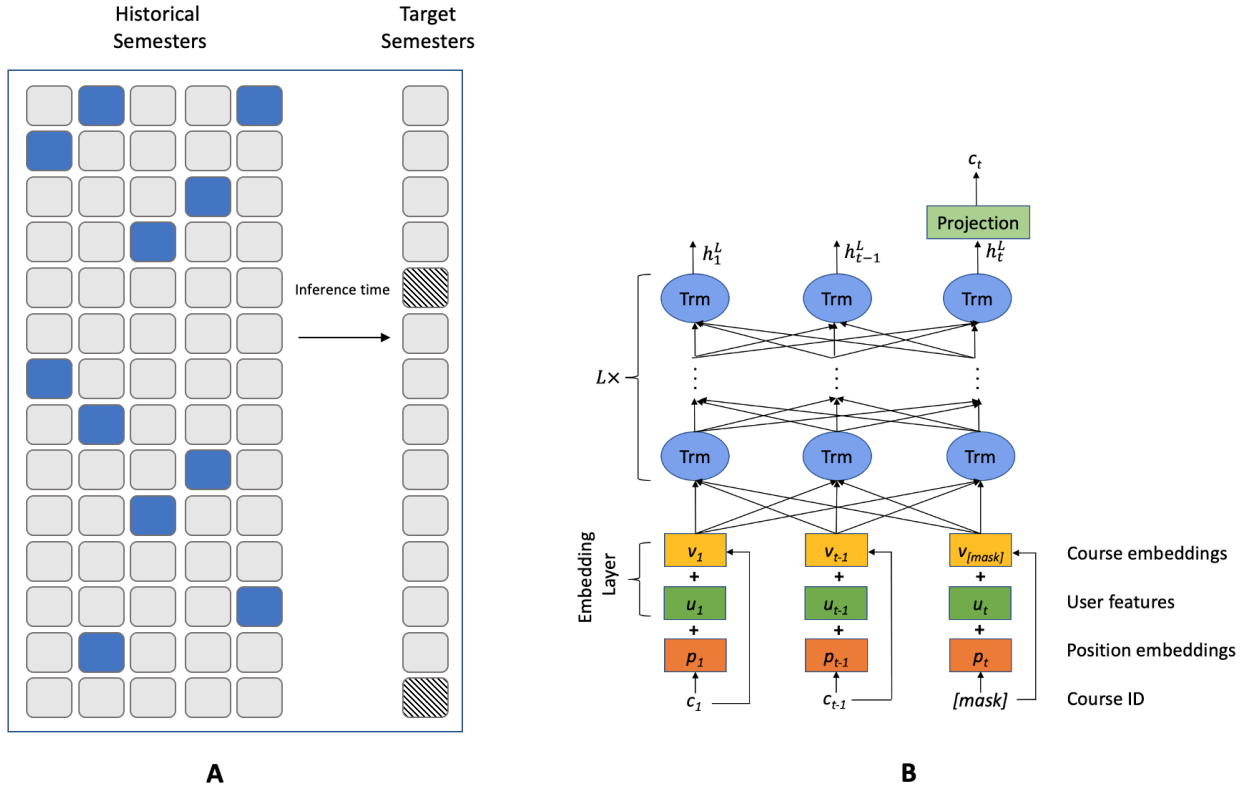 Historical
Semesters
Target
Semesters
Inference time
A
c_t
Projection
h_1^L
h_{t-1}^L
h_t^L
Trm
Trm
Trm
L×
⋮
⋮
⋮
Trm
Trm
Trm
Embedding
Layer
v_1
v_{t-1}
v_{[mask]}
Course embeddings
+
+
+
u_1
u_{t-1}
u_t
User features
+
+
+
p_1
p_{t-1}
p_t
Position embeddings
c_1
c_{t-1}
[mask]
Course ID
B